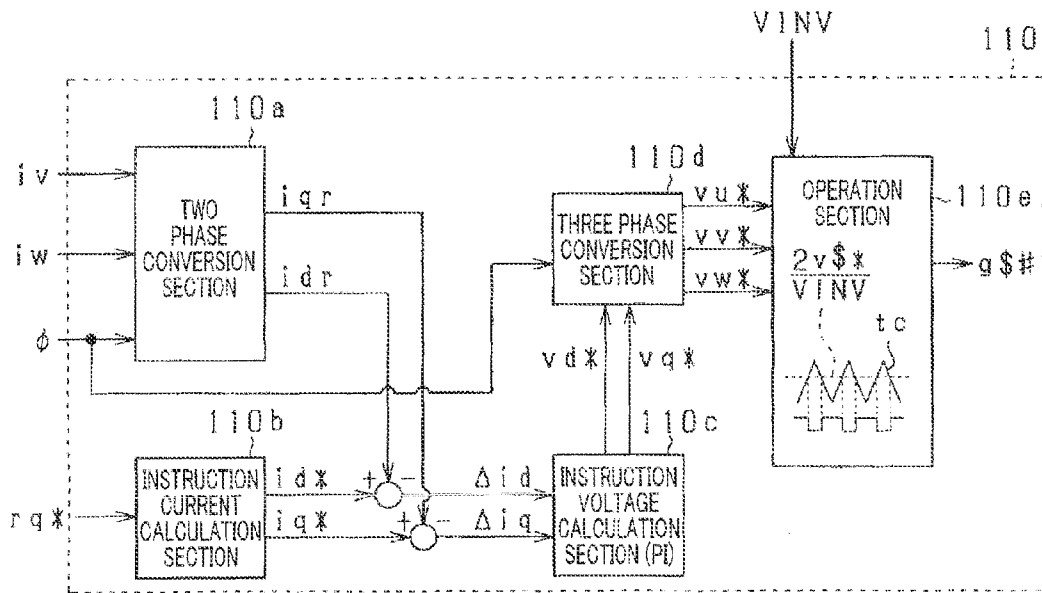 VINV
110
110a
110d
iv
iw
ϕ
TWO
PHASE
CONVERSION
SECTION
iqr
idr
THREE PHASE
CONVERSION
SECTION
vu*
vv*
vw*
OPERATION
SECTION
110e
2v$*
VINV
tc
g$#
vd*
vq*
110b
110c
rq*
INSTRUCTION
CURRENT
CALCULATION
SECTION
id*
iq*
+
-
+
-
Δid
Δiq
INSTRUCTION
VOLTAGE
CALCULATION
SECTION (PI)